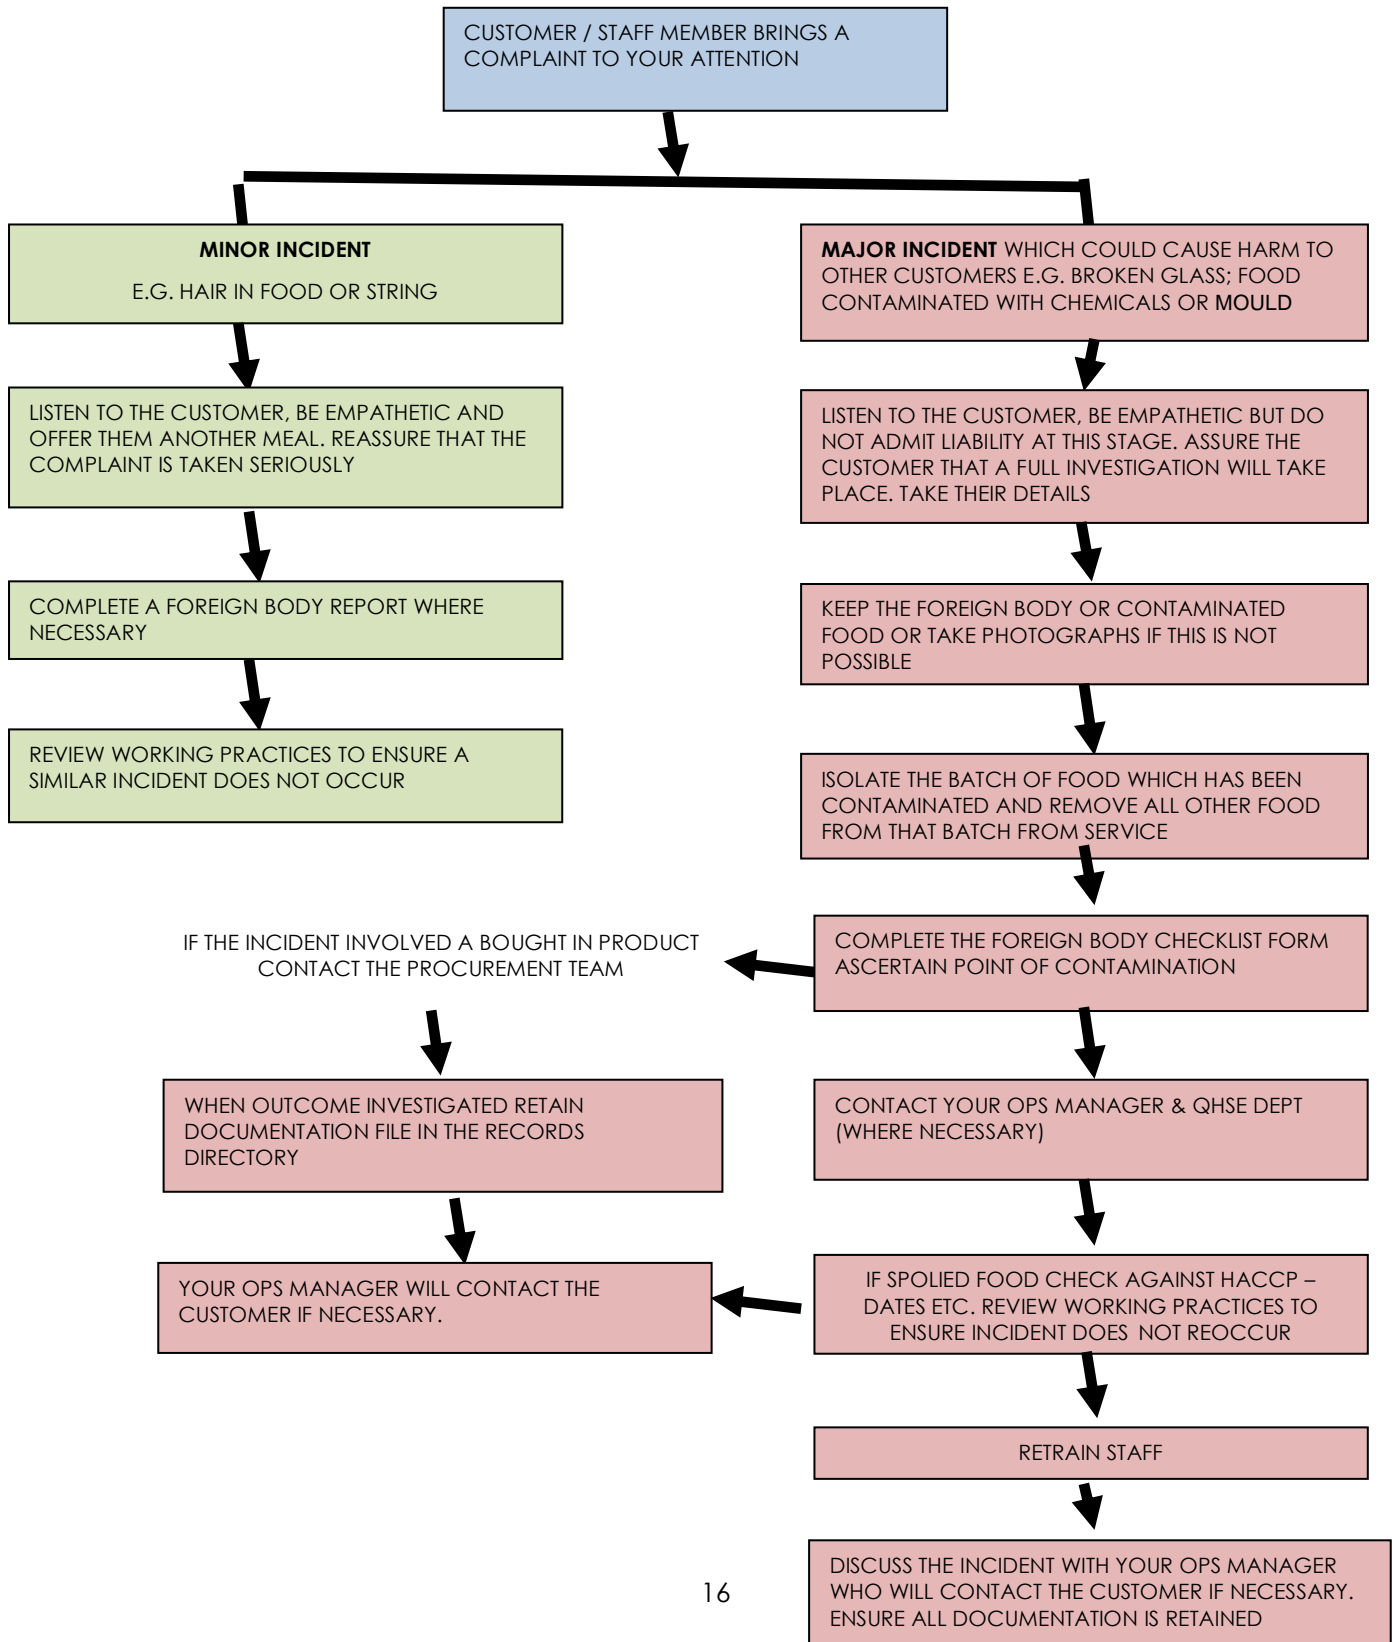 CUSTOMER / STAFF MEMBER BRINGS A
COMPLAINT TO YOUR ATTENTION
MINOR INCIDENT
E.G. HAIR IN FOOD OR STRING
LISTEN TO THE CUSTOMER, BE EMPATHETIC AND
OFFER THEM ANOTHER MEAL. REASSURE THAT THE
COMPLAINT IS TAKEN SERIOUSLY
COMPLETE A FOREIGN BODY REPORT WHERE
NECESSARY
REVIEW WORKING PRACTICES TO ENSURE A
SIMILAR INCIDENT DOES NOT OCCUR
MAJOR INCIDENT WHICH COULD CAUSE HARM TO
OTHER CUSTOMERS E.G. BROKEN GLASS; FOOD
CONTAMINATED WITH CHEMICALS OR MOULD
LISTEN TO THE CUSTOMER, BE EMPATHETIC BUT DO
NOT ADMIT LIABILITY AT THIS STAGE. ASSURE THE
CUSTOMER THAT A FULL INVESTIGATION WILL TAKE
PLACE. TAKE THEIR DETAILS
KEEP THE FOREIGN BODY OR CONTAMINATED
FOOD OR TAKE PHOTOGRAPHS IF THIS IS NOT
POSSIBLE
ISOLATE THE BATCH OF FOOD WHICH HAS BEEN
CONTAMINATED AND REMOVE ALL OTHER FOOD
FROM THAT BATCH FROM SERVICE
COMPLETE THE FOREIGN BODY CHECKLIST FORM
ASCERTAIN POINT OF CONTAMINATION
IF THE INCIDENT INVOLVED A BOUGHT IN PRODUCT
CONTACT THE PROCUREMENT TEAM
WHEN OUTCOME INVESTIGATED RETAIN
DOCUMENTATION FILE IN THE RECORDS
DIRECTORY
CONTACT YOUR OPS MANAGER & QHSE DEPT
(WHERE NECESSARY)
YOUR OPS MANAGER WILL CONTACT THE
CUSTOMER IF NECESSARY.
IF SPOLIED FOOD CHECK AGAINST HACCP –
DATES ETC. REVIEW WORKING PRACTICES TO
ENSURE INCIDENT DOES NOT REOCCUR
RETRAIN STAFF
DISCUSS THE INCIDENT WITH YOUR OPS MANAGER
WHO WILL CONTACT THE CUSTOMER IF NECESSARY.
ENSURE ALL DOCUMENTATION IS RETAINED
16